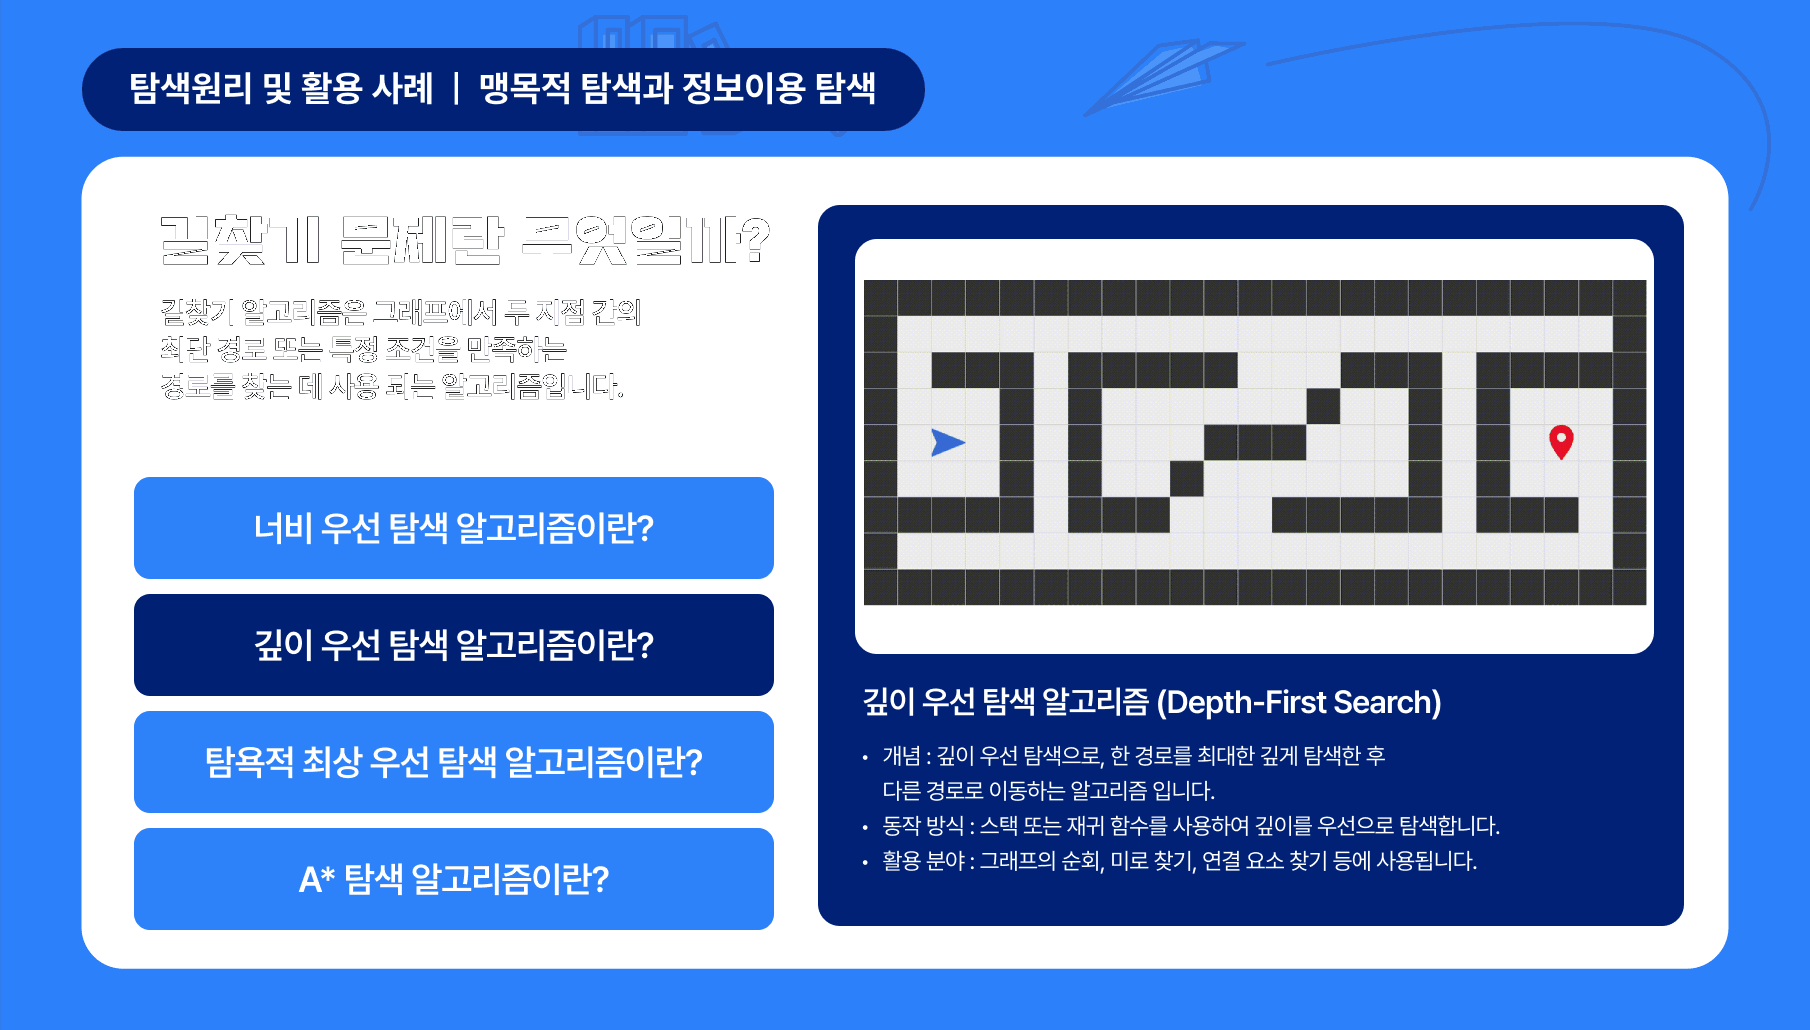 탐색원리 및 활용 사례 | 맹목적 탐색과 정보이용 탐색
길찾기 문제란 무엇일까?
길찾기 알고리즘은 그래프에서 두 지점 간의
최단 경로 또는 특정 조건을 만족하는
경로를 찾는 데 사용 되는 알고리즘입니다.
너비 우선 탐색 알고리즘이란?
깊이 우선 탐색 알고리즘이란?
탐욕적 최상 우선 탐색 알고리즘이란?
A* 탐색 알고리즘이란?
깊이 우선 탐색 알고리즘 (Depth-First Search)
• 개념 : 깊이 우선 탐색으로, 한 경로를 최대한 깊게 탐색한 후
다른 경로로 이동하는 알고리즘 입니다.
• 동작 방식 : 스택 또는 재귀 함수를 사용하여 깊이를 우선으로 탐색합니다.
• 활용 분야 : 그래프의 순회, 미로 찾기, 연결 요소 찾기 등에 사용됩니다.